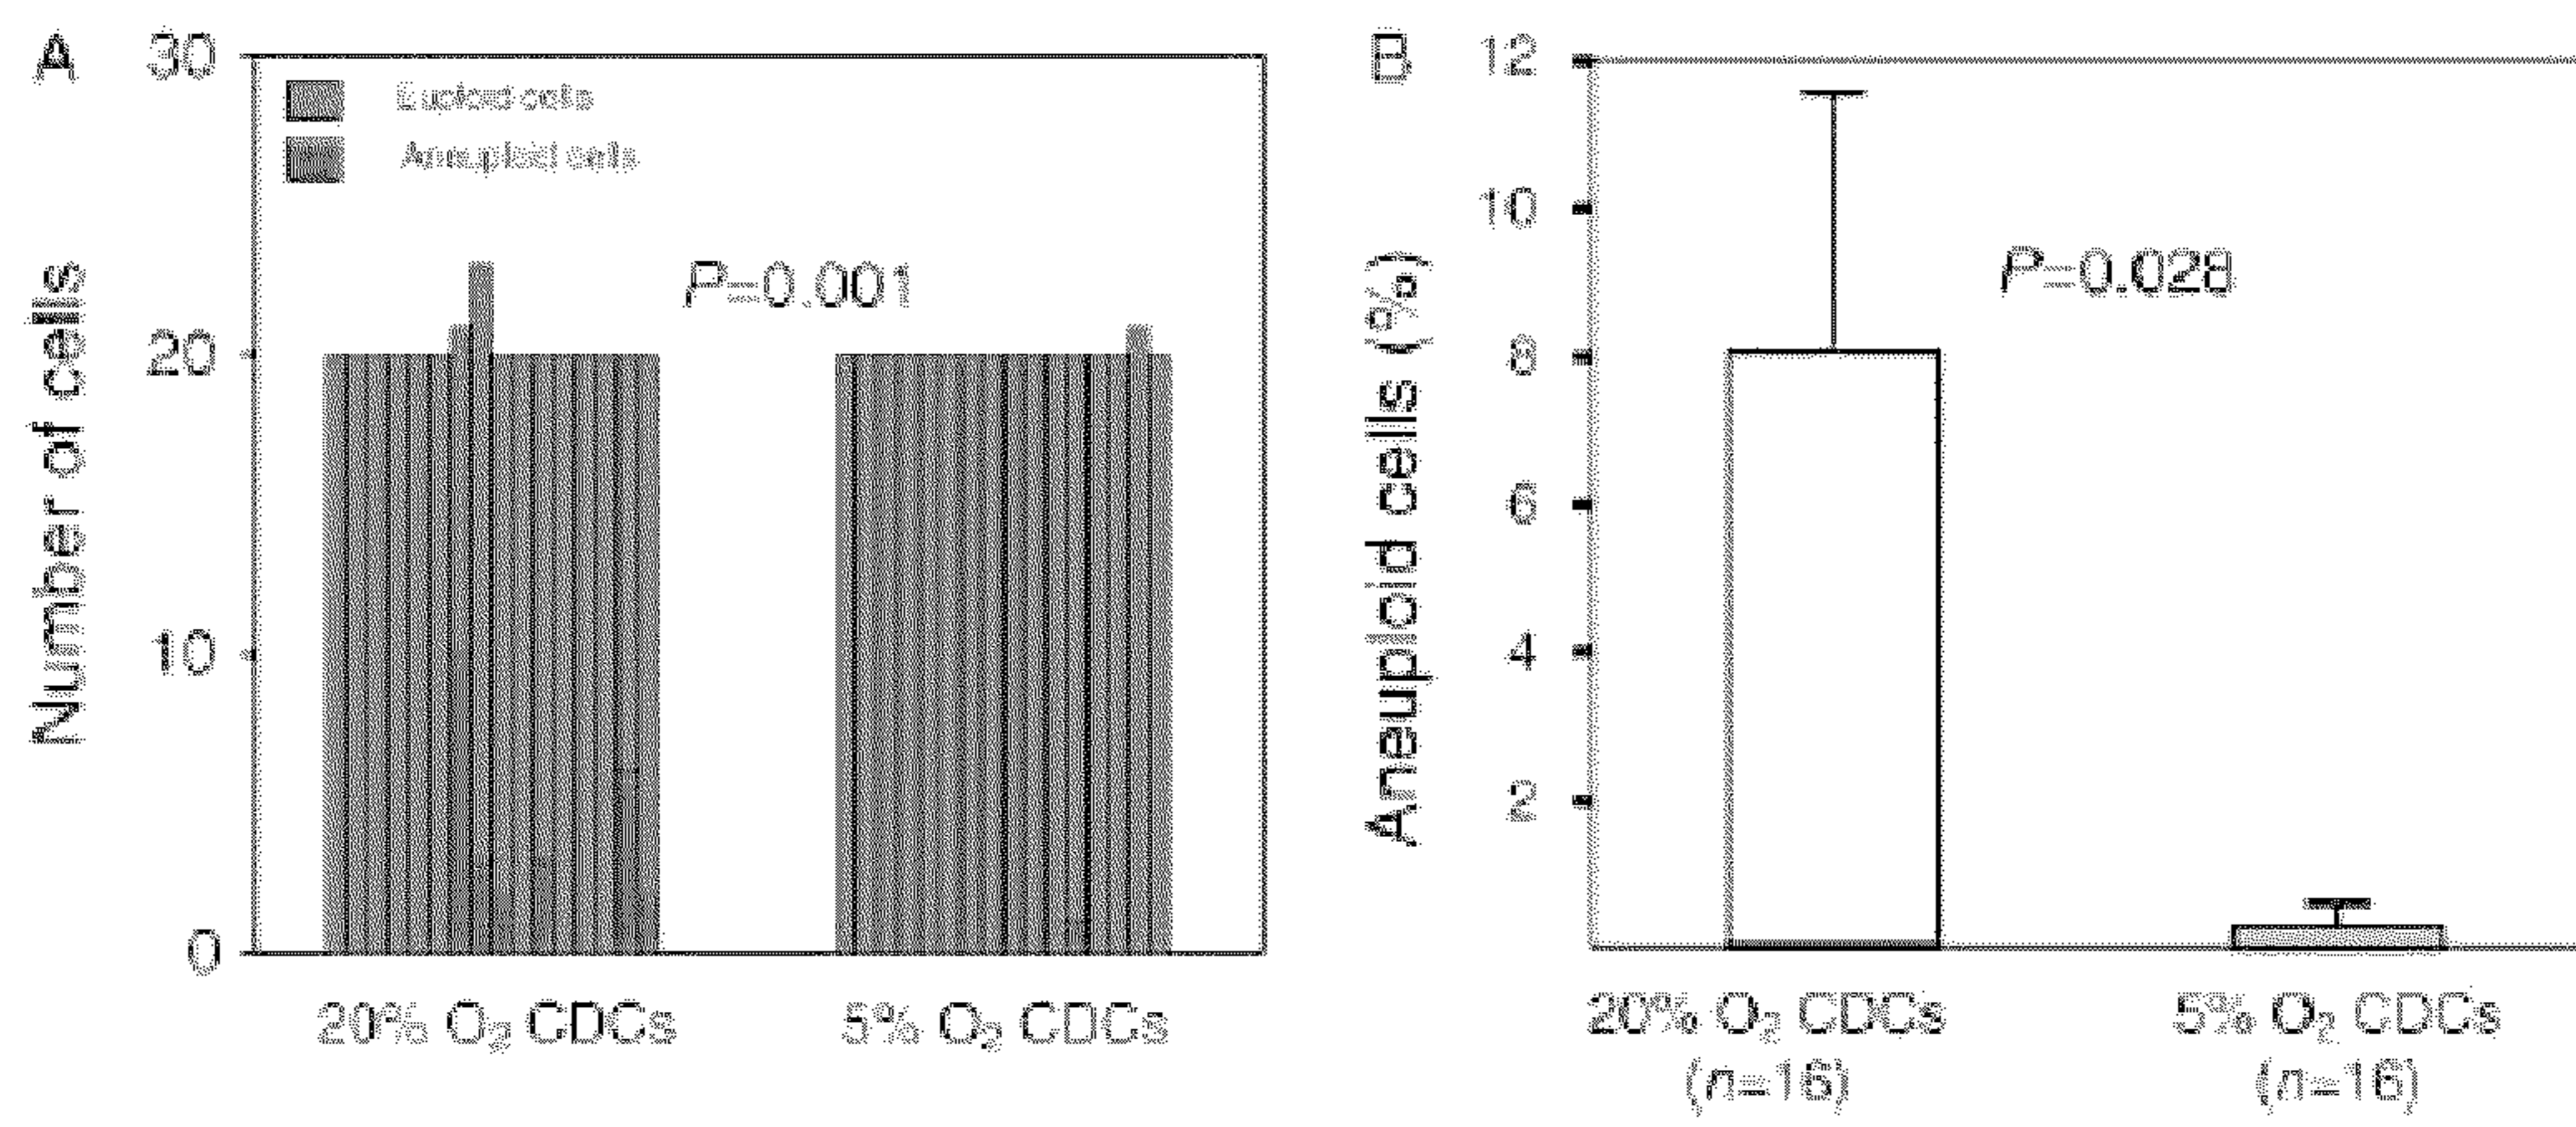 A
30
Euploid cells
Aneuploid cells
P=0.001
20
10
0
Number of cells
20% O₂ CDCs
5% O₂ CDCs
B
12
10
8
6
4
2
P=0.028
Aneuploid cells (%)
20% O₂ CDCs
(n=16)
5% O₂ CDCs
(n=16)